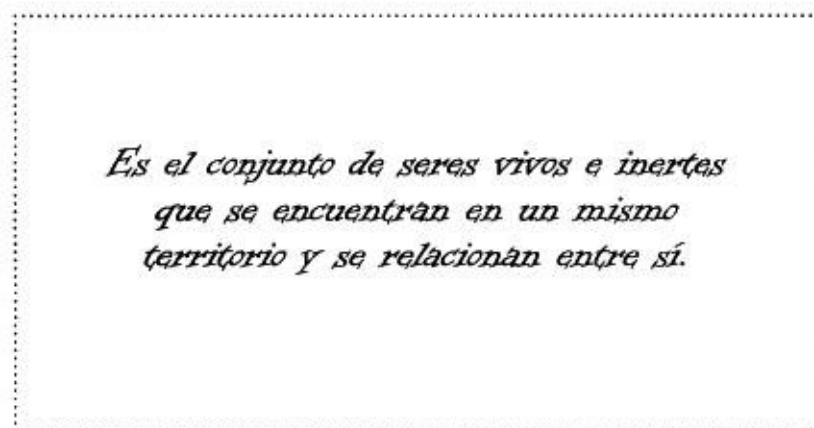 Es el conjunto de seres vivos e inertes
que se encuentran en un mismo
territorio y se relacionan entre sí.